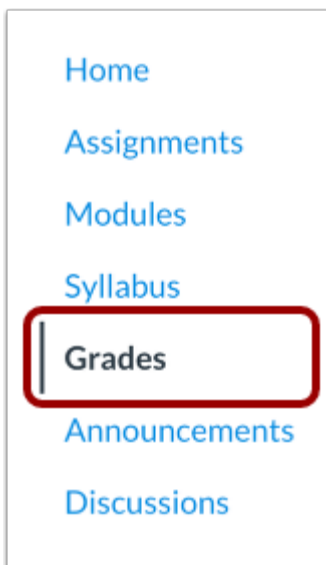 Home
Assignments
Modules
Syllabus
Grades
Announcements
Discussions